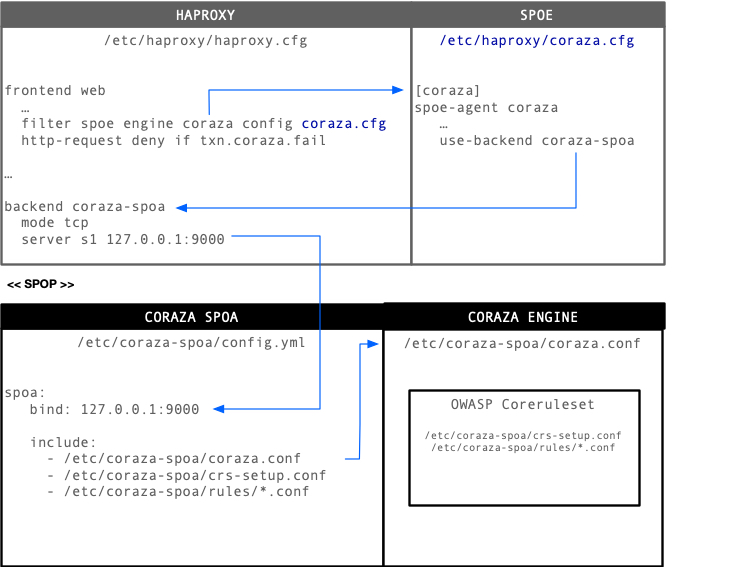 HAPROXY
/etc/haproxy/haproxy.cfg
frontend web
…
filter spoe engine coraza config coraza.cfg
http-request deny if txn.coraza.fail
…
backend coraza-spoa
mode tcp
server s1 127.0.0.1:9000
SPOE
/etc/haproxy/coraza.cfg
[coraza]
spoe-agent coraza
…
use-backend coraza-spoa
<< SPOP >>
CORAZA SPOA
/etc/coraza-spoa/config.yml
spoa:
bind: 127.0.0.1:9000
include:
- /etc/coraza-spoa/coraza.conf
- /etc/coraza-spoa/crs-setup.conf
- /etc/coraza-spoa/rules/*.conf
CORAZA ENGINE
/etc/coraza-spoa/coraza.conf
OWASP Coreruleset
/etc/coraza-spoa/crs-setup.conf
/etc/coraza-spoa/rules/*.conf